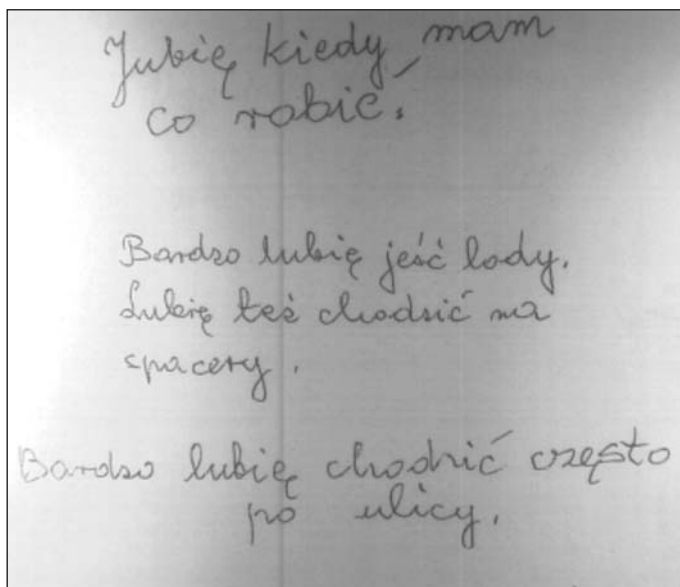 Lubię kiedy mam
co robić.
Bardzo lubię jeść lody.
Lubię też chodzić na
spacery.
Bardzo lubię chodzić często
po ulicy.